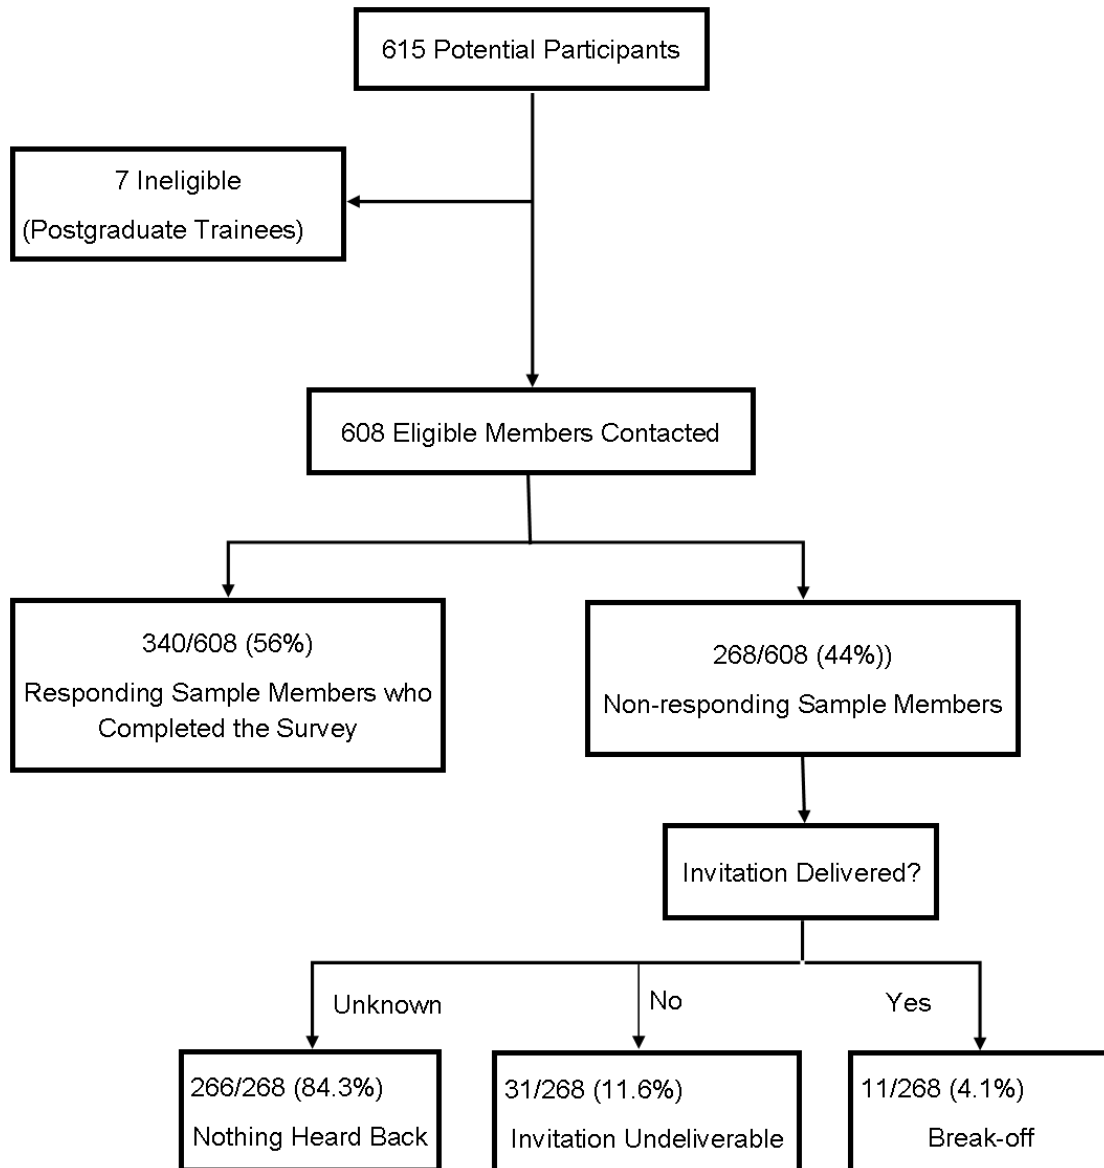 615 Potential Participants
7 Ineligible
(Postgraduate Trainees)
608 Eligible Members Contacted
340/608 (56%)
Responding Sample Members who
Completed the Survey
268/608 (44%))
Non-responding Sample Members
Invitation Delivered?
Unknown
No
Yes
266/268 (84.3%)
Nothing Heard Back
31/268 (11.6%)
Invitation Undeliverable
11/268 (4.1%)
Break-off